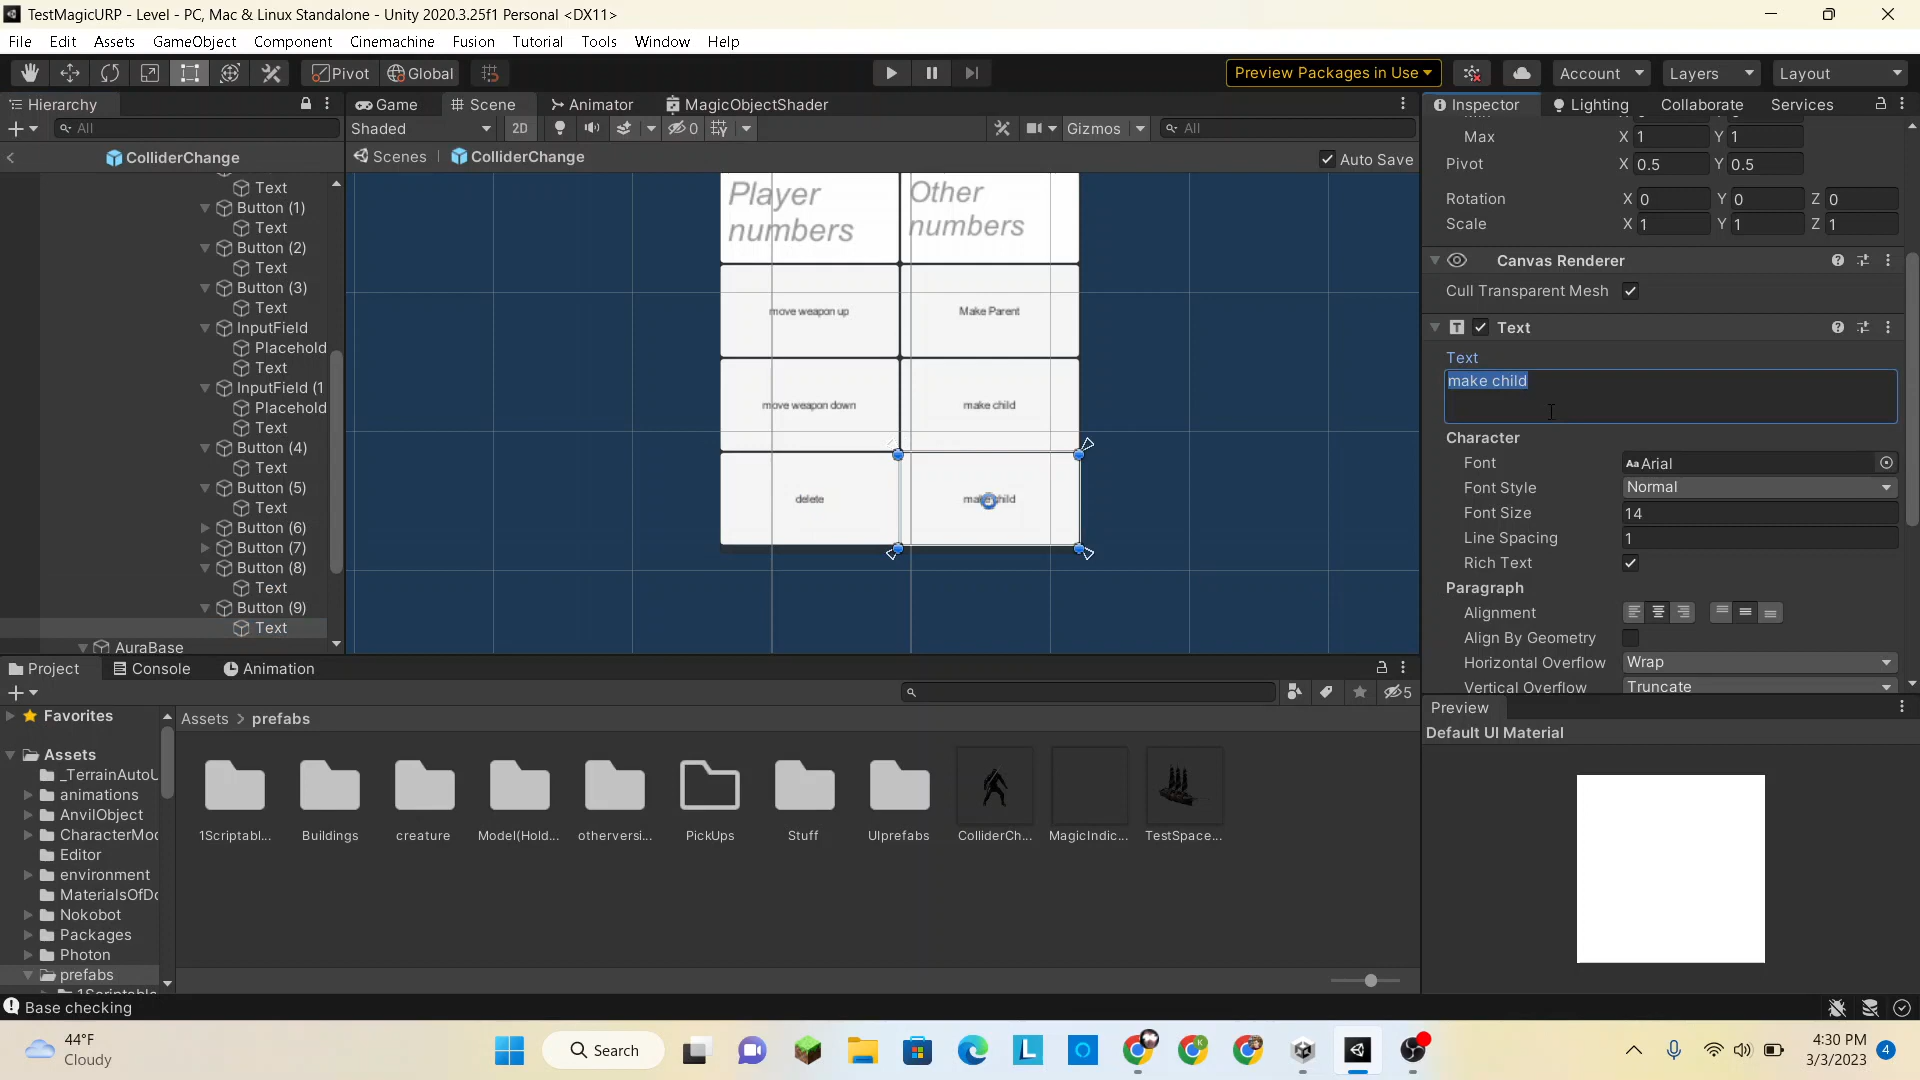 TestMagicURP - Level - PC, Mac & Linux Standalone - Unity 2020.3.25f1 Personal <DX11>
File Edit Assets GameObject Component Cinemachine Fusion Tutorial Tools Window Help
Pivot Global Preview Packages in Use Account Layers Layout
Hierarchy Game Scene Animator MagicObjectShader Inspector Lighting Collaborate Services
All Shaded 2D 0 Gizmos All
ColliderChange Scenes ColliderChange Auto Save
Max X 1 Y 1
Pivot X 0.5 Y 0.5
Rotation X 0 Y 0 Z 0
Scale X 1 Y 1 Z 1
Canvas Renderer
Cull Transparent Mesh
Text
Text
make child
Character
Font Arial
Font Style Normal
Font Size 14
Line Spacing 1
Rich Text
Paragraph
Alignment
Align By Geometry
Horizontal Overflow Wrap
Vertical Overflow Truncate
Text
Button (1)
Text
Button (2)
Text
Button (3)
Text
InputField
Placehold
Text
InputField (1
Placehold
Text
Button (4)
Text
Button (5)
Text
Button (6)
Button (7)
Button (8)
Text
Button (9)
Text
AuraBase
Player numbers
Other numbers
move weapon up Make Parent
move weapon down make child
delete make child
Project Console Animation
5
Favorites
Assets
_TerrainAutoU
animations
AnvilObject
CharacterMod
Editor
environment
MaterialsOfDo
Nokobot
Packages
Photon
prefabs
Assets > prefabs
1Scriptabl... Buildings creature Model(Hold... otherversi... PickUps Stuff UIprefabs ColliderCh... MagicIndic... TestSpace...
Preview
Default UI Material
Base checking
44°F
Cloudy
Search
4:30 PM
3/3/2023
4